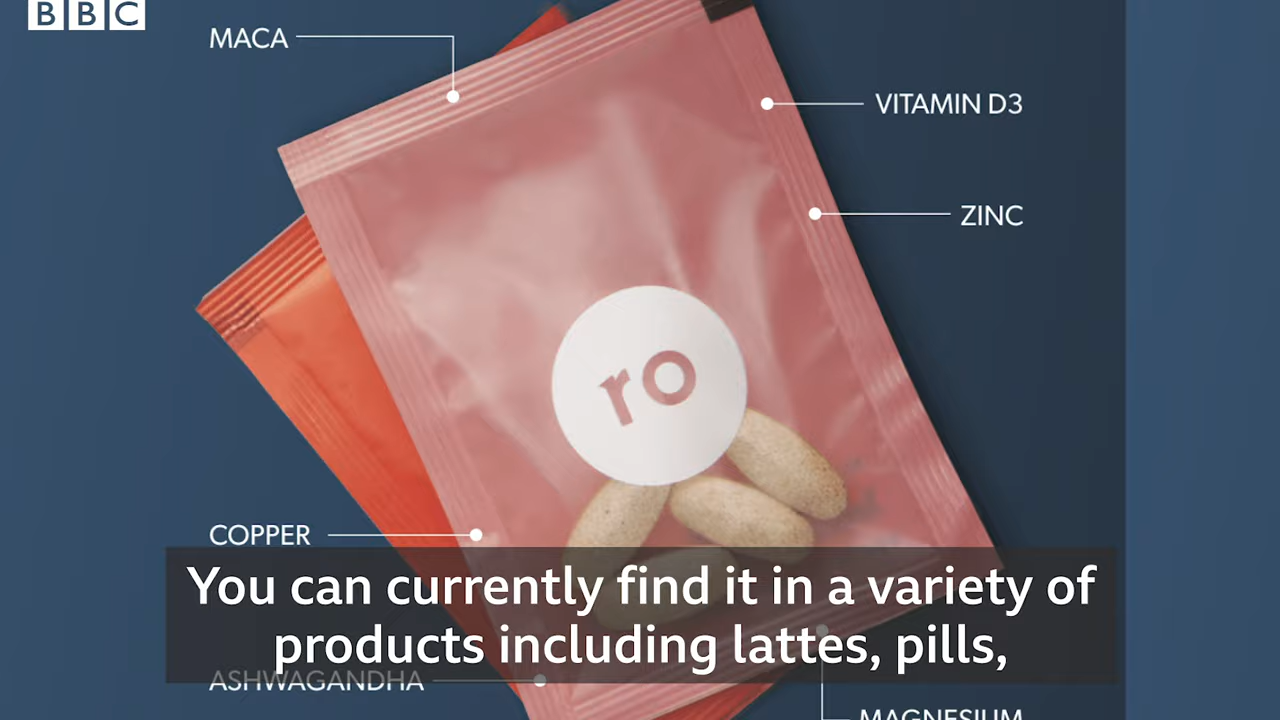 BBC
MACA
VITAMIN D3
ZINC
ro
COPPER
You can currently find it in a variety of
products including lattes, pills,
ASHWAGANDHA
MAGNESIUM